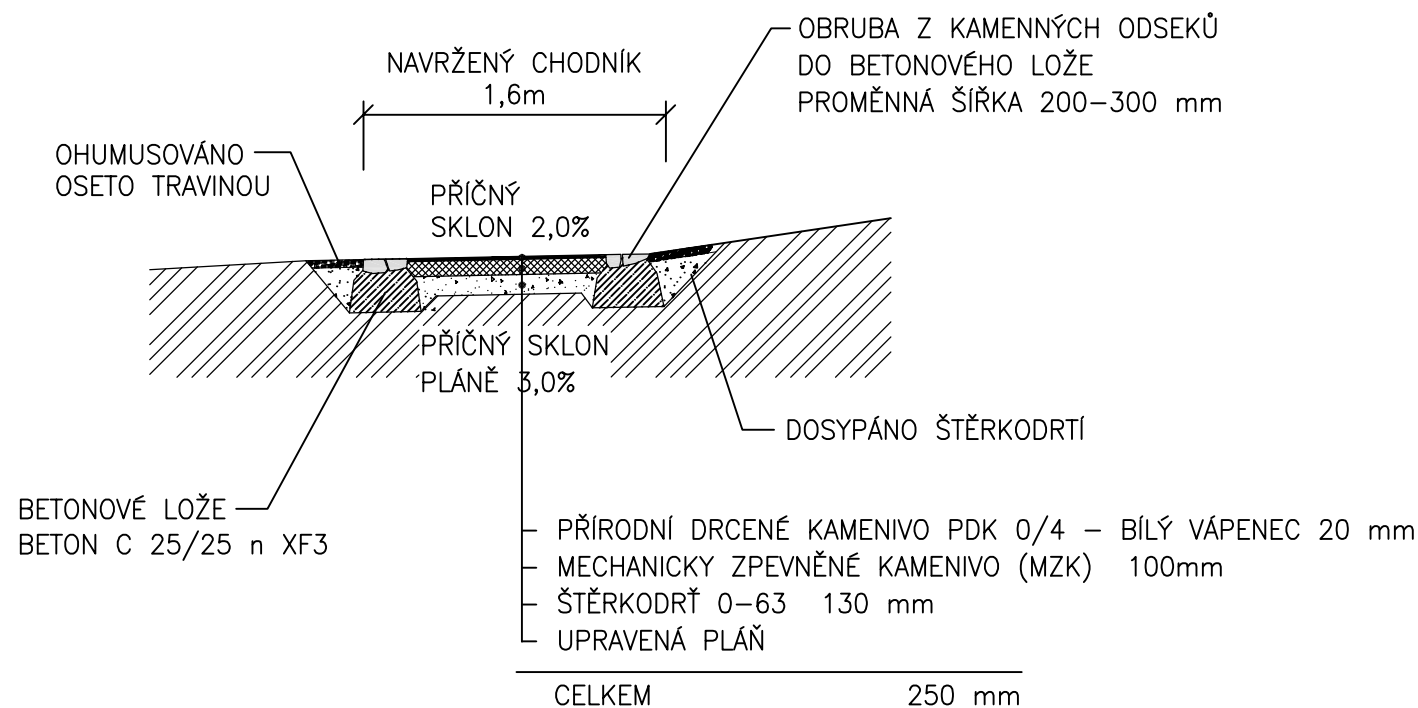 OBRUBA Z KAMENNÝCH ODSEKŮ
DO BETONOVÉHO LOŽE
PROMĚNNÁ ŠÍŘKA 200-300 mm
NAVRŽENÝ CHODNÍK
1,6m
OHUMUSOVÁNO
OSETO TRAVINOU
PŘÍČNÝ
SKLON 2,0%
PŘÍČNÝ SKLON
PLÁNĚ 3,0%
DOSYPÁNO ŠTĚRKODRTÍ
BETONOVÉ LOŽE
BETON C 25/25 n XF3
PŘÍRODNÍ DRCENÉ KAMENIVO PDK 0/4 - BÍLÝ VÁPENEC 20 mm
MECHANICKY ZPEVNĚNÉ KAMENIVO (MZK) 100mm
ŠTĚRKODRŤ 0-63 130 mm
UPRAVENÁ PLÁŇ
CELKEM 250 mm